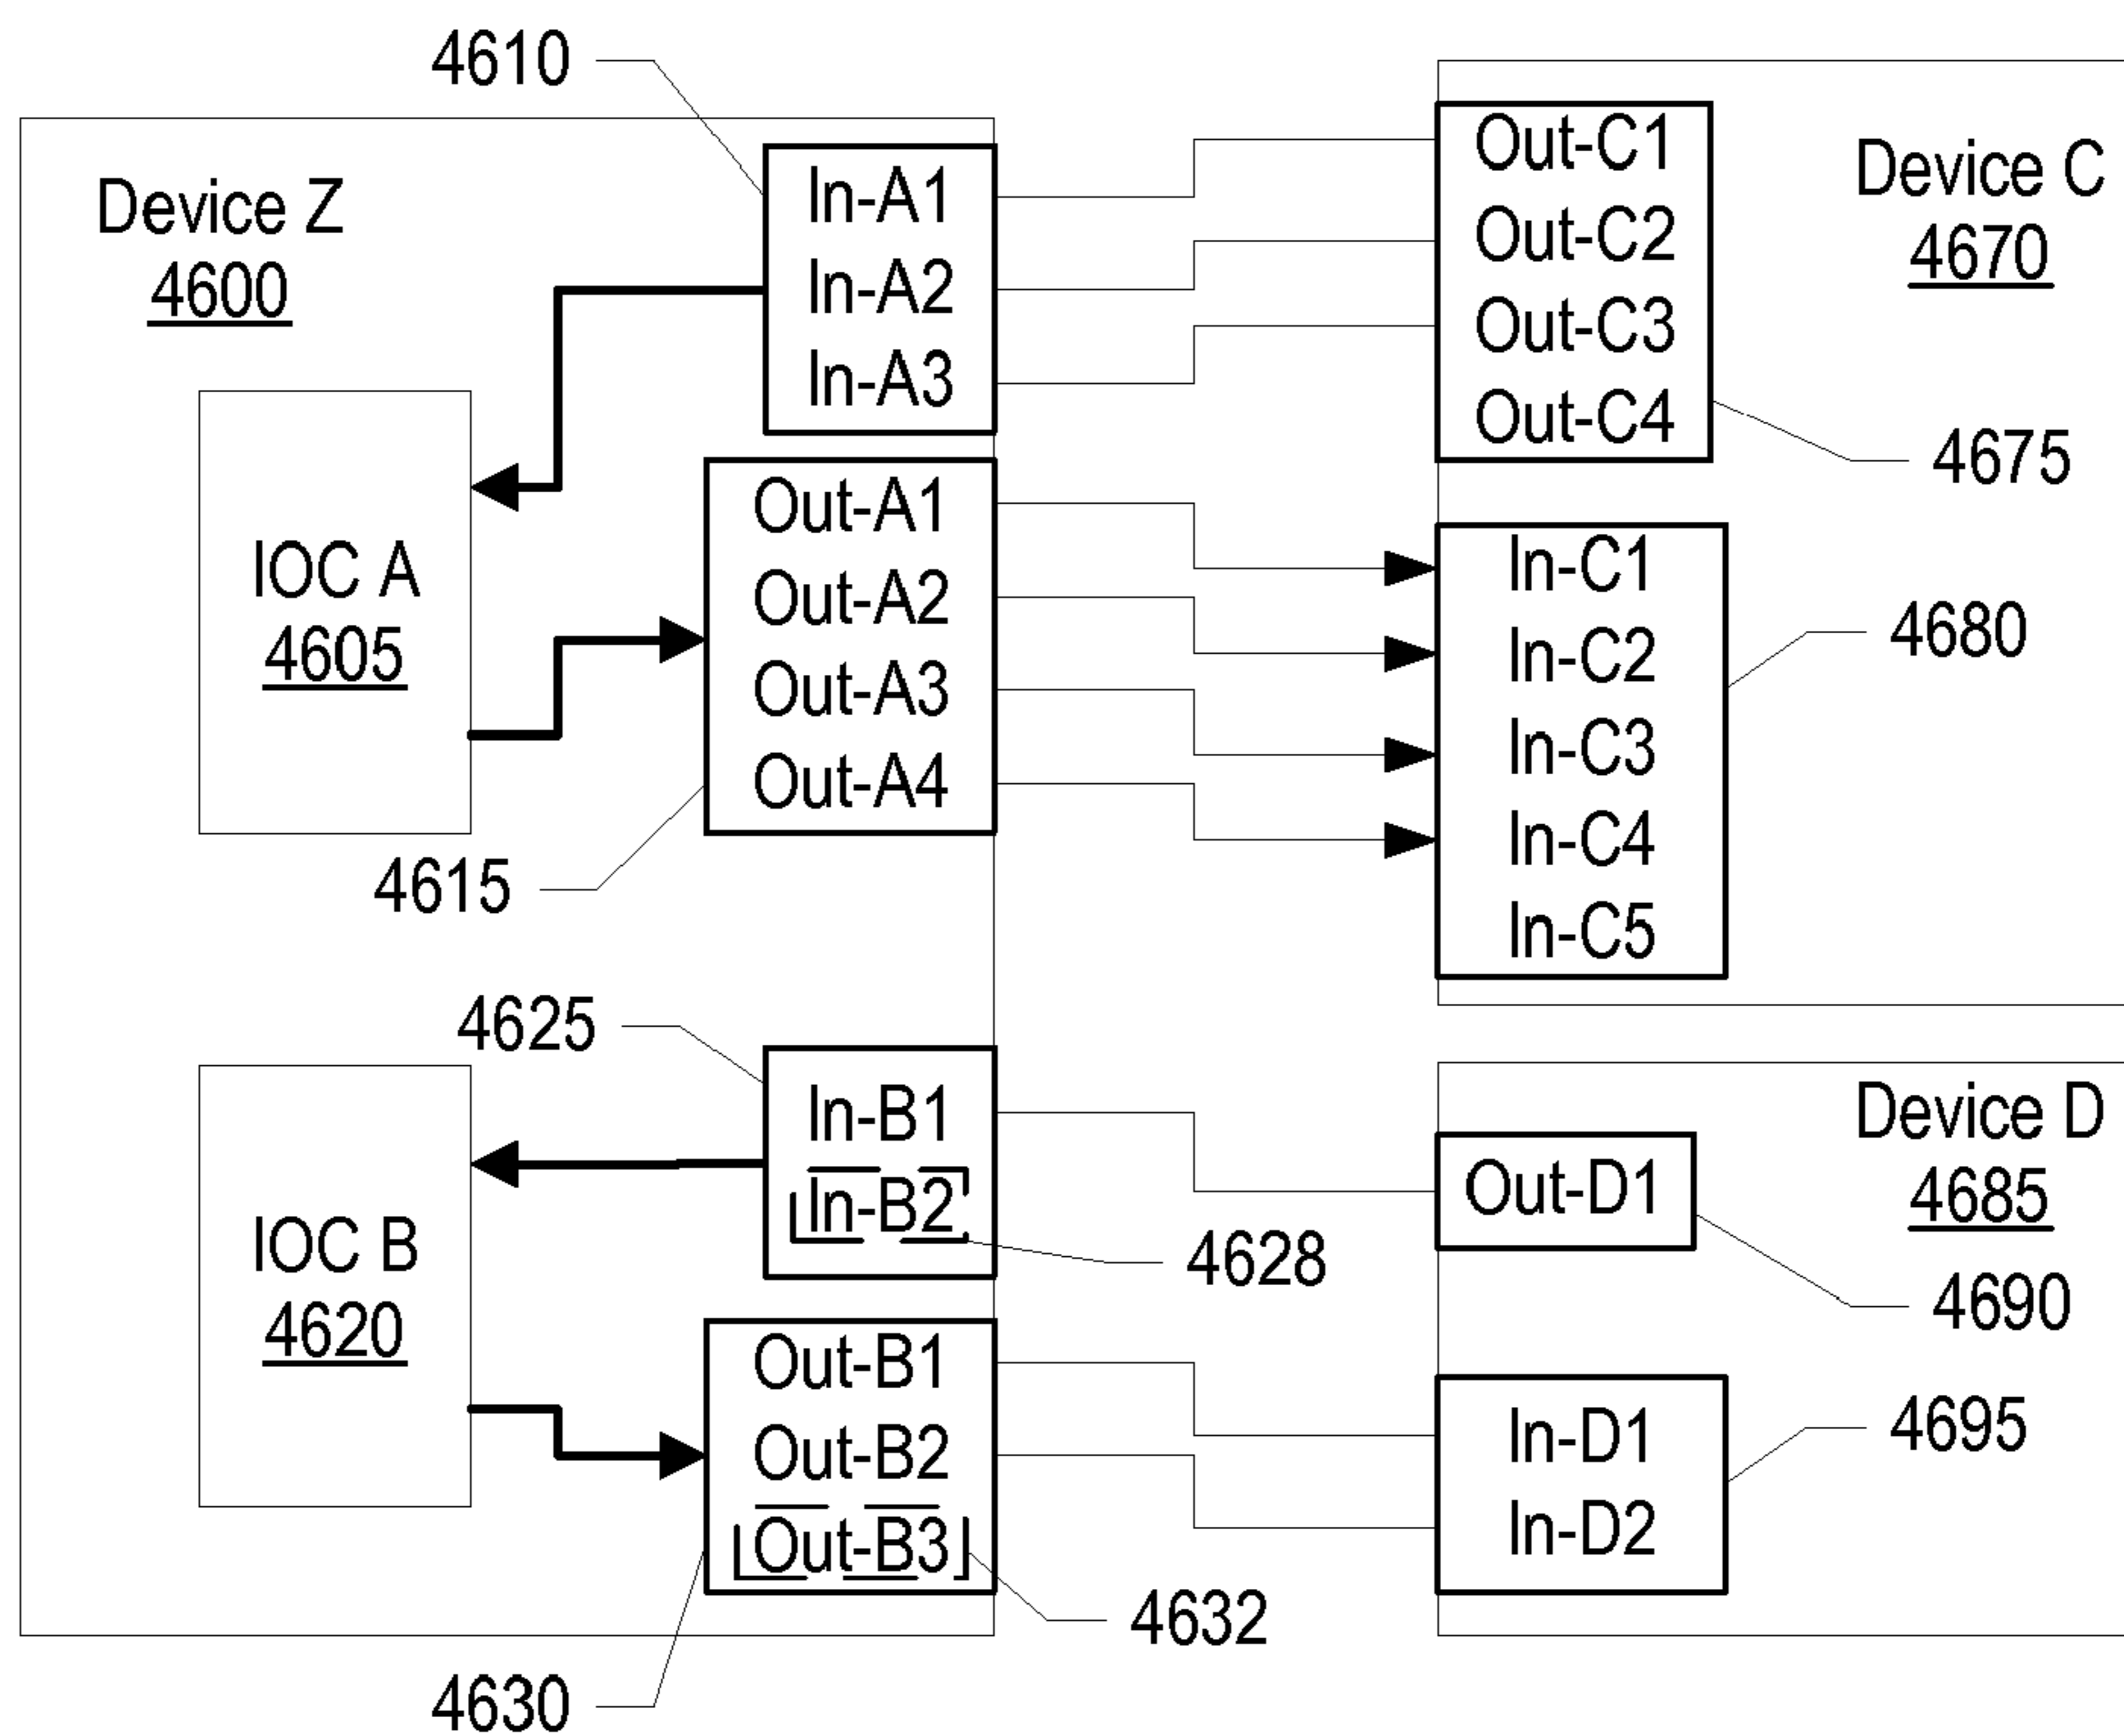 4610
Device Z
4600
In-A1
In-A2
In-A3
Out-C1
Out-C2
Out-C3
Out-C4
Device C
4670
4675
IOC A
4605
Out-A1
Out-A2
Out-A3
Out-A4
4615
In-C1
In-C2
In-C3
In-C4
In-C5
4680
4625
In-B1
In-B2
4628
IOC B
4620
Out-B1
Out-B2
Out-B3
4632
4630
Device D
4685
Out-D1
4690
In-D1
In-D2
4695